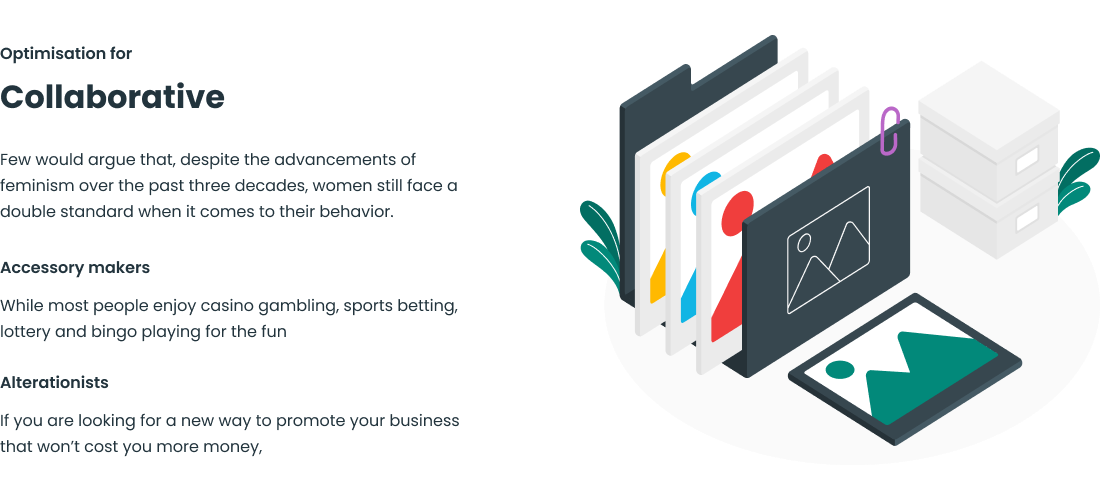 Optimisation for
Collaborative
Few would argue that, despite the advancements of
feminism over the past three decades, women still face a
double standard when it comes to their behavior.
Accessory makers
While most people enjoy casino gambling, sports betting,
lottery and bingo playing for the fun
Alterationists
If you are looking for a new way to promote your business
that won’t cost you more money,